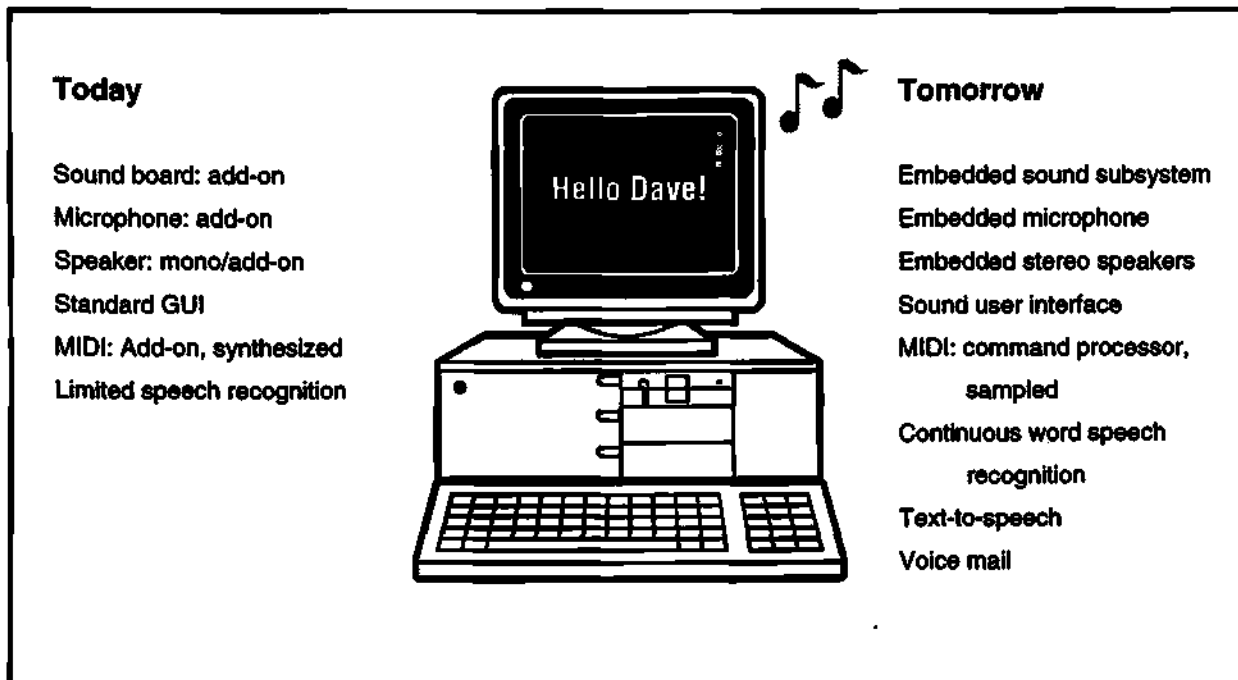 Today
Sound board: add-on
Microphone: add-on
Speaker: mono/add-on
Standard GUI
MIDI: Add-on, synthesized
Limited speech recognition
Hello Dave!
Tomorrow
Embedded sound subsystem
Embedded microphone
Embedded stereo speakers
Sound user interface
MIDI: command processor,
sampled
Continuous word speech
recognition
Text-to-speech
Voice mail